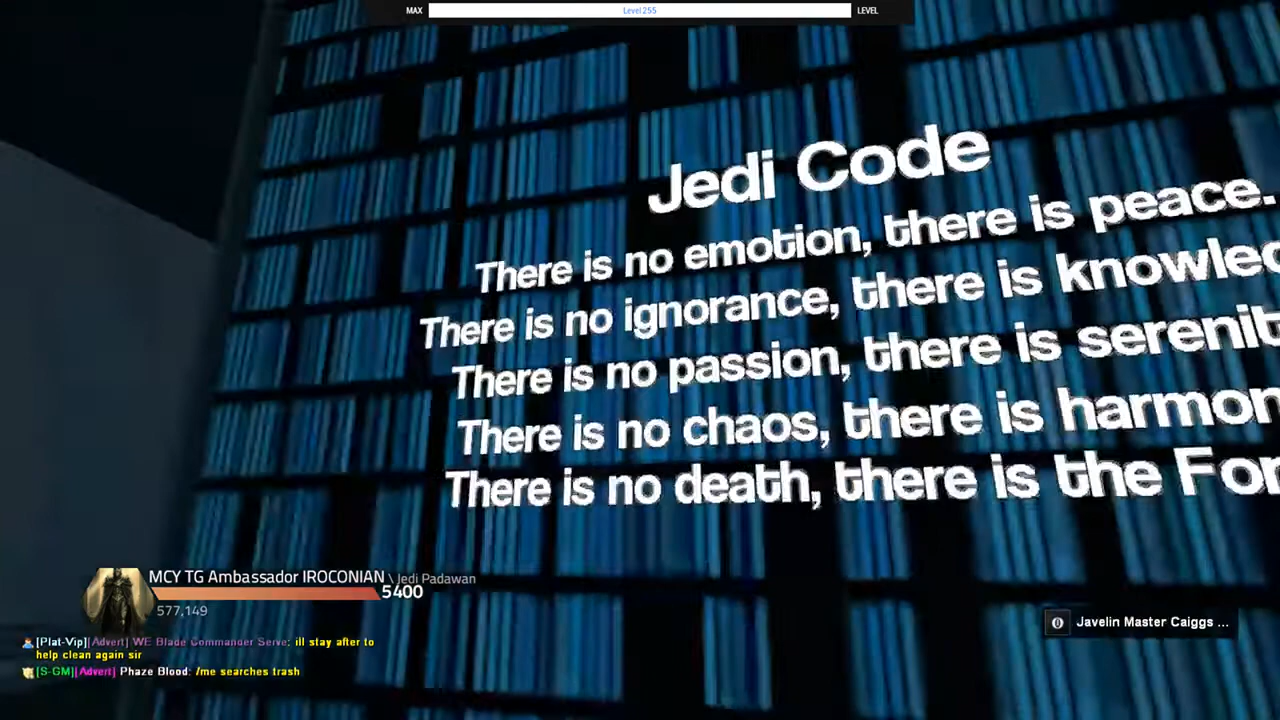 MAX Level 255 LEVEL
Jedi Code
There is no emotion, there is peace.
There is no ignorance, there is knowled
There is no passion, there is serenit
There is no chaos, there is harmon
There is no death, there is the For
MCY TG Ambassador IROCONIAN \ Jedi Padawan
5400
577,149
[Plat-Vip][Advert] WE Blade Commander Serve: ill stay after to
help clean again sir
[S-GM][Advert] Phaze Blood: /me searches trash
Javelin Master Caiggs ...